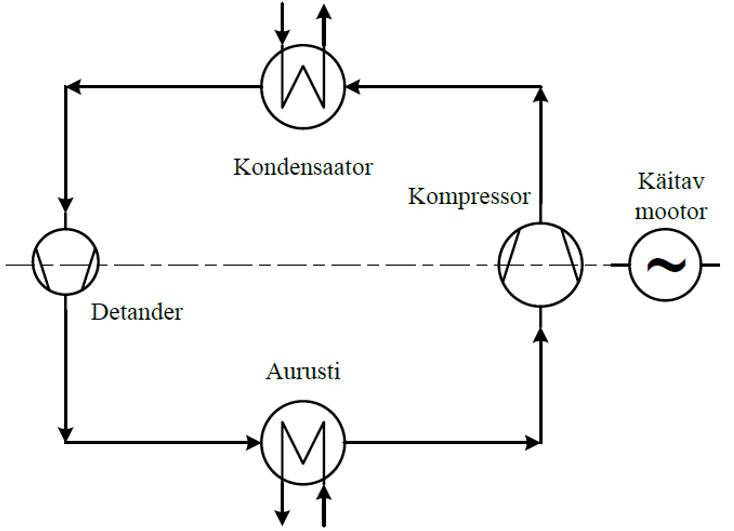 Kondensaator
Kompressor
Käitav
mootor
Detander
Aurusti